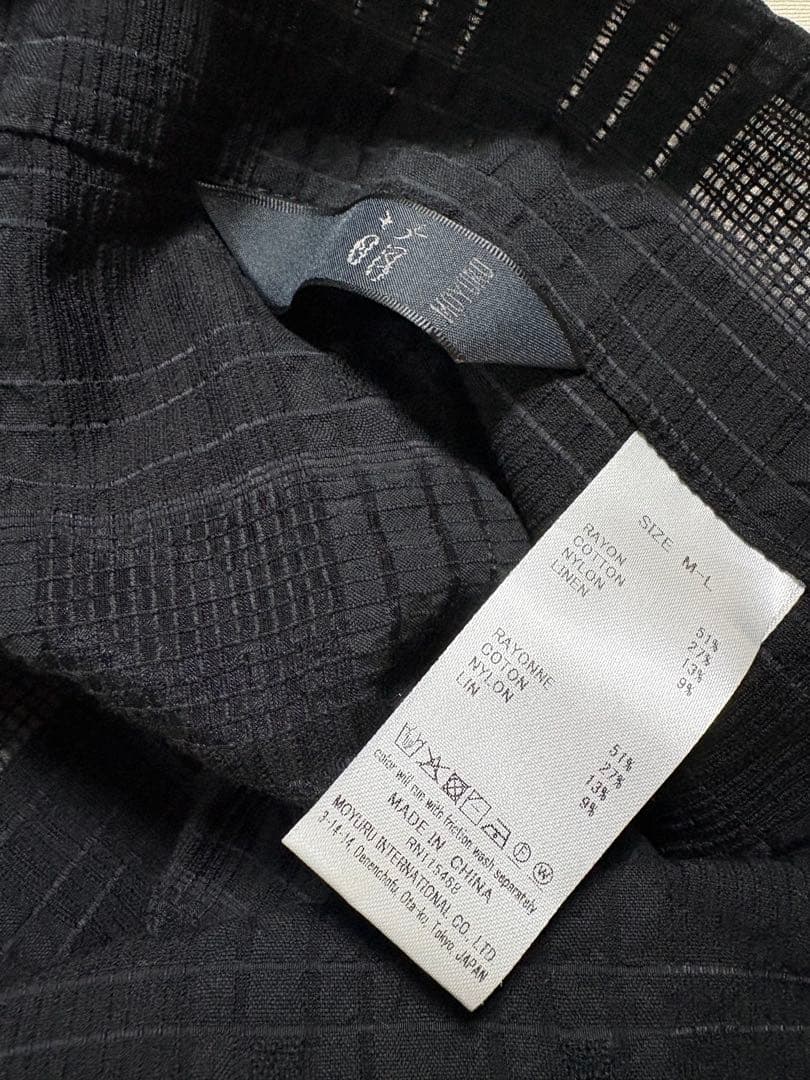 MOYURU
SIZE M-L
RAYON 51%
COTTON 27%
NYLON 13%
LINEN 9%
RAYONNE 51%
COTON 27%
NYLON 13%
LIN 9%
F W
color will run with friction wash separately
MADE IN CHINA
RN115468
MOYURU INTERNATIONAL CO., LTD
3-14-14, Denenchofu, Ota-ku, Tokyo, JAPAN